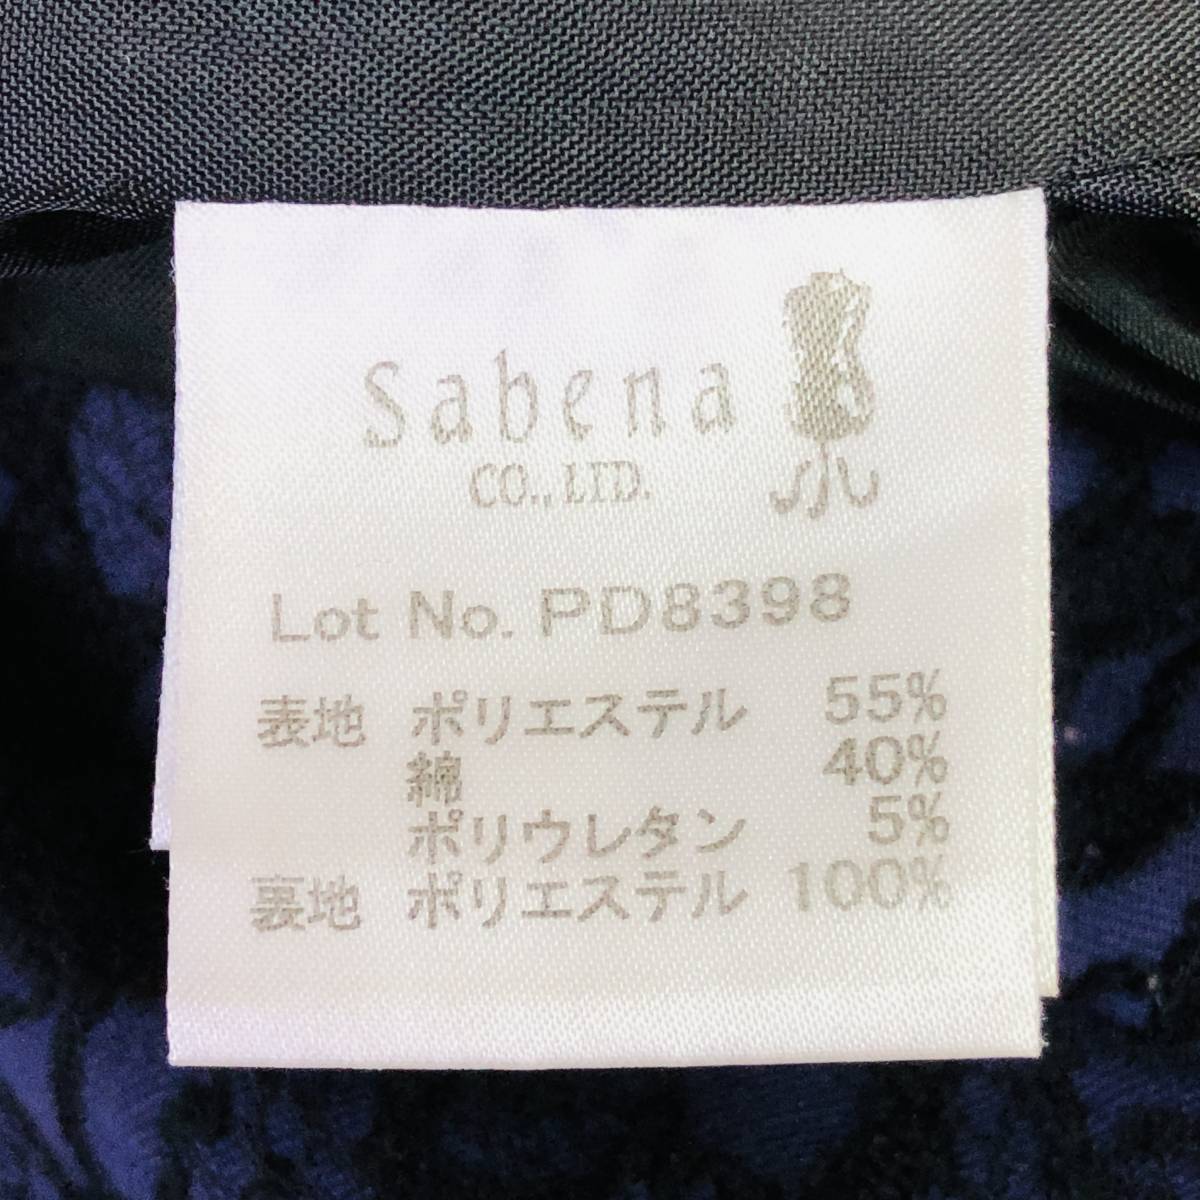 Sabena
CO., LTD.
Lot No. PD8398
表地 ポリエステル 55%
綿 40%
ポリウレタン 5%
裏地 ポリエステル 100%